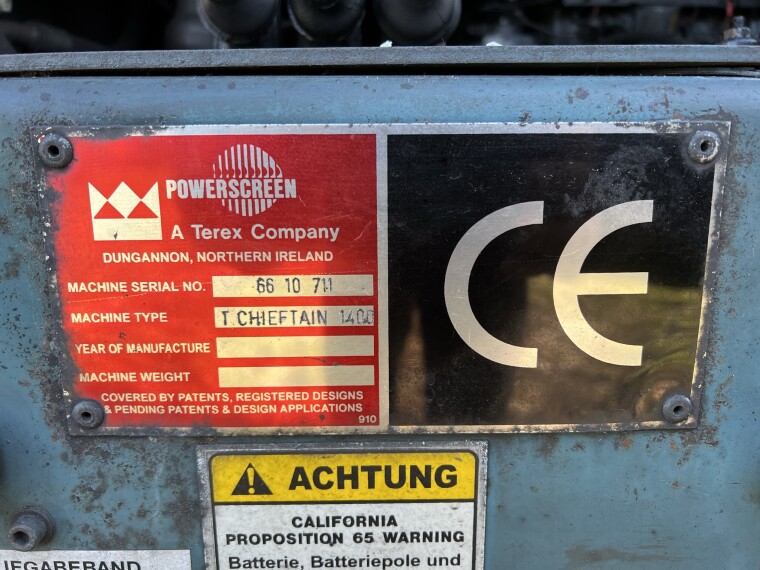 POWERSCREEN
A Terex Company
DUNGANNON, NORTHERN IRELAND
MACHINE SERIAL NO. 66 10 711
MACHINE TYPE T.CHIEFTAIN 1400
YEAR OF MANUFACTURE
MACHINE WEIGHT
COVERED BY PATENTS, REGISTERED DESIGNS
& PENDING PATENTS & DESIGN APPLICATIONS
910
CE
ACHTUNG
CALIFORNIA
PROPOSITION 65 WARNING
Batterie, Batteriepole und